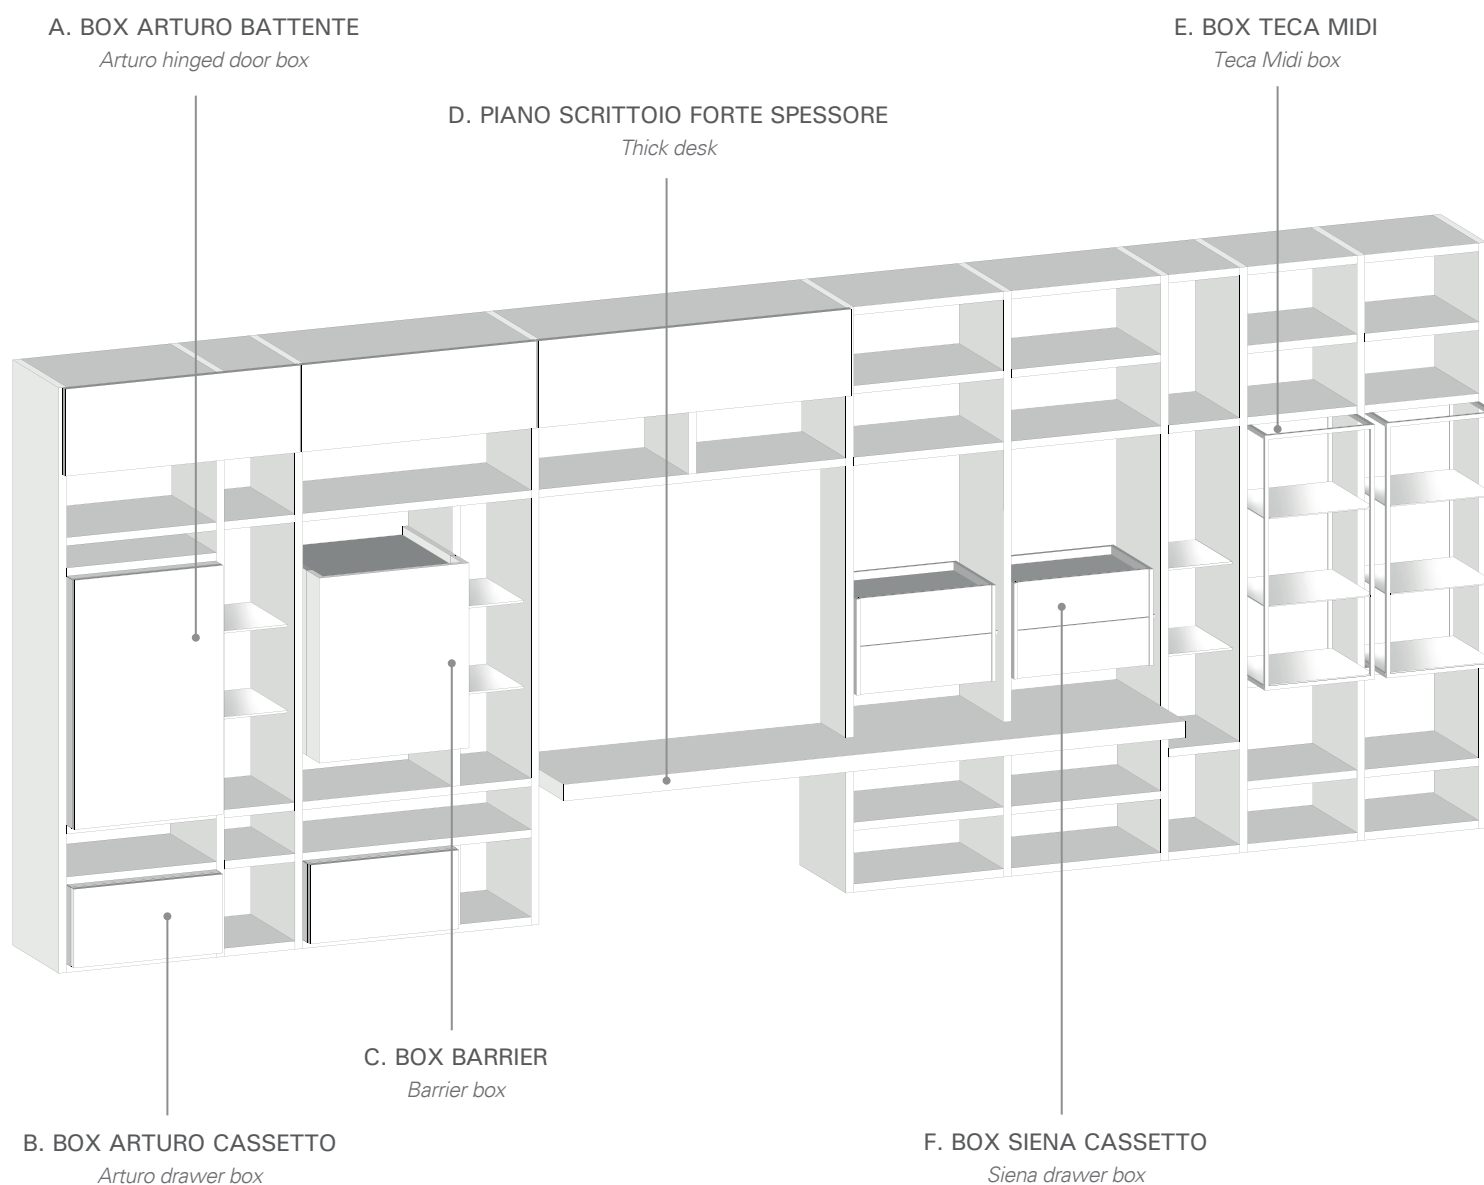 A. BOX ARTURO BATTENTE
Arturo hinged door box
E. BOX TECA MIDI
Teca Midi box
D. PIANO SCRITTOIO FORTE SPESSORE
Thick desk
C. BOX BARRIER
Barrier box
B. BOX ARTURO CASSETTO
Arturo drawer box
F. BOX SIENA CASSETTO
Siena drawer box